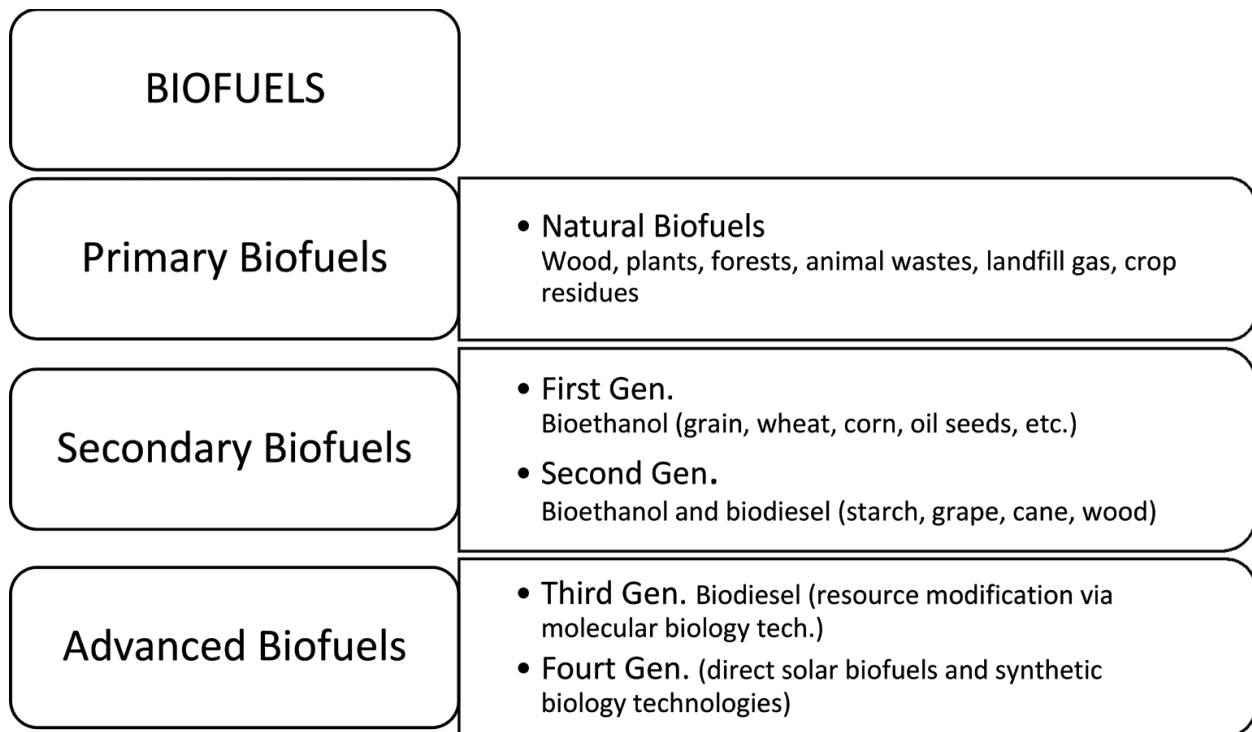 BIOFUELS
Primary Biofuels
• Natural Biofuels
Wood, plants, forests, animal wastes, landfill gas, crop
residues
Secondary Biofuels
• First Gen.
Bioethanol (grain, wheat, corn, oil seeds, etc.)
• Second Gen.
Bioethanol and biodiesel (starch, grape, cane, wood)
Advanced Biofuels
• Third Gen. Biodiesel (resource modification via
molecular biology tech.)
• Fourt Gen. (direct solar biofuels and synthetic
biology technologies)